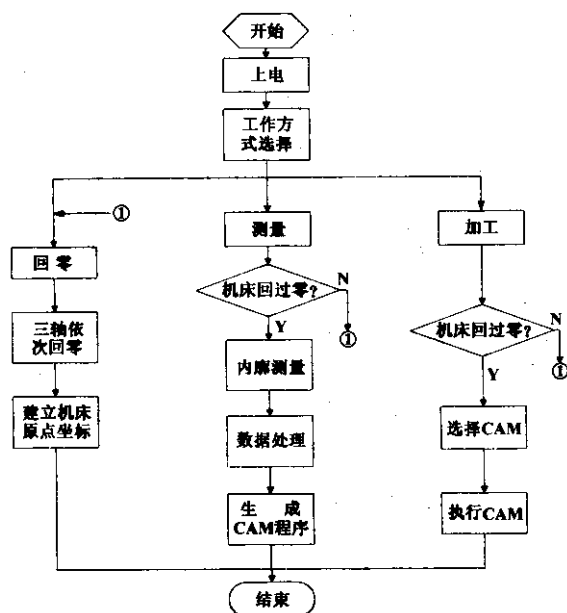 开始
上电
工作方
式选择
①
回零
三轴依
次回零
建立机床
原点坐标
测量
机床回过零?
N
①
Y
内廓测量
数据处理
生成
CAM程序
加工
机床回过零?
N
①
Y
选择CAM
执行CAM
结束